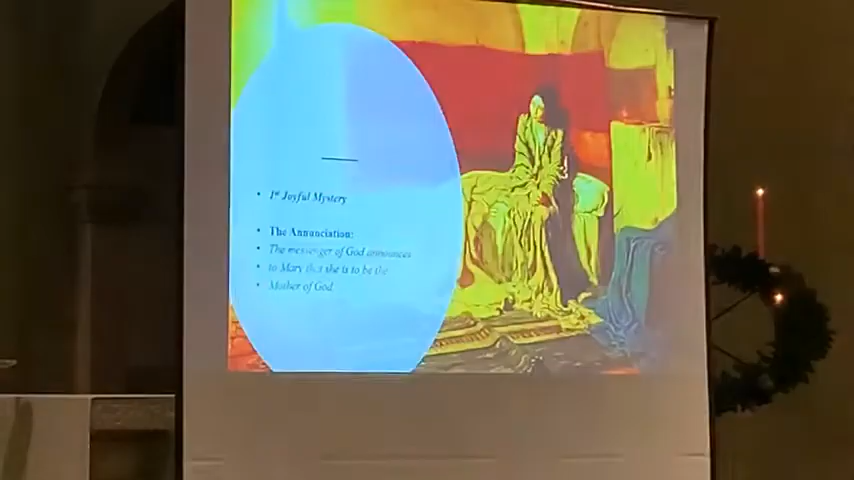 • 1st Joyful Mystery
• The Annunciation:
• The messenger of God announces
• to Mary that she is to be the
• Mother of God